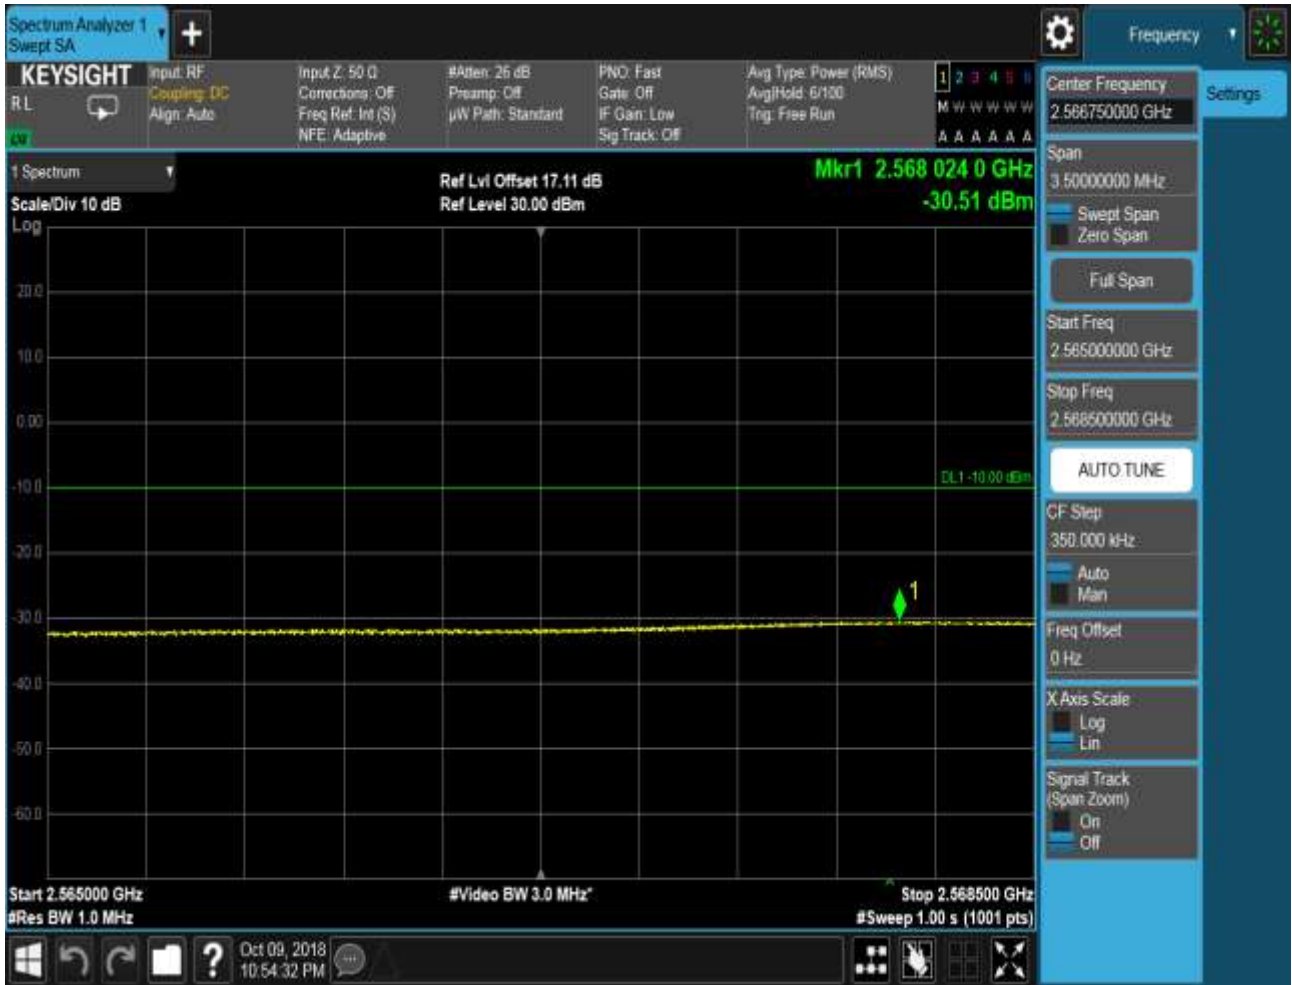 Spectrum Analyzer 1
Swept SA
Frequency
KEYSIGHT
R L
Input: RF
Coupling: DC
Align: Auto
Input Z: 50 Ω
Corrections: Off
Freq Ref: Int (S)
NFE: Adaptive
#Atten: 26 dB
Preamp: Off
µW Path: Standard
PNO: Fast
Gate: Off
IF Gain: Low
Sig Track: Off
Avg Type: Power (RMS)
Avg|Hold: 6/100
Trig: Free Run
1 2 3 4 5 6
M W W W W W
A A A A A A
1 Spectrum
Scale/Div 10 dB
Log
Ref Lvl Offset 17.11 dB
Ref Level 30.00 dBm
Mkr1 2.568 024 0 GHz
-30.51 dBm
20.0
10.0
0.00
-10.0
-20.0
-30.0
-40.0
-50.0
-60.0
DL1 -10.00 dBm
1
Start 2.565000 GHz
#Res BW 1.0 MHz
#Video BW 3.0 MHz*
Stop 2.568500 GHz
#Sweep 1.00 s (1001 pts)
Oct 09, 2018
10:54:32 PM
Center Frequency
2.566750000 GHz
Settings
Span
3.50000000 MHz
Swept Span
Zero Span
Full Span
Start Freq
2.565000000 GHz
Stop Freq
2.568500000 GHz
AUTO TUNE
CF Step
350.000 kHz
Auto
Man
Freq Offset
0 Hz
X Axis Scale
Log
Lin
Signal Track
(Span Zoom)
On
Off